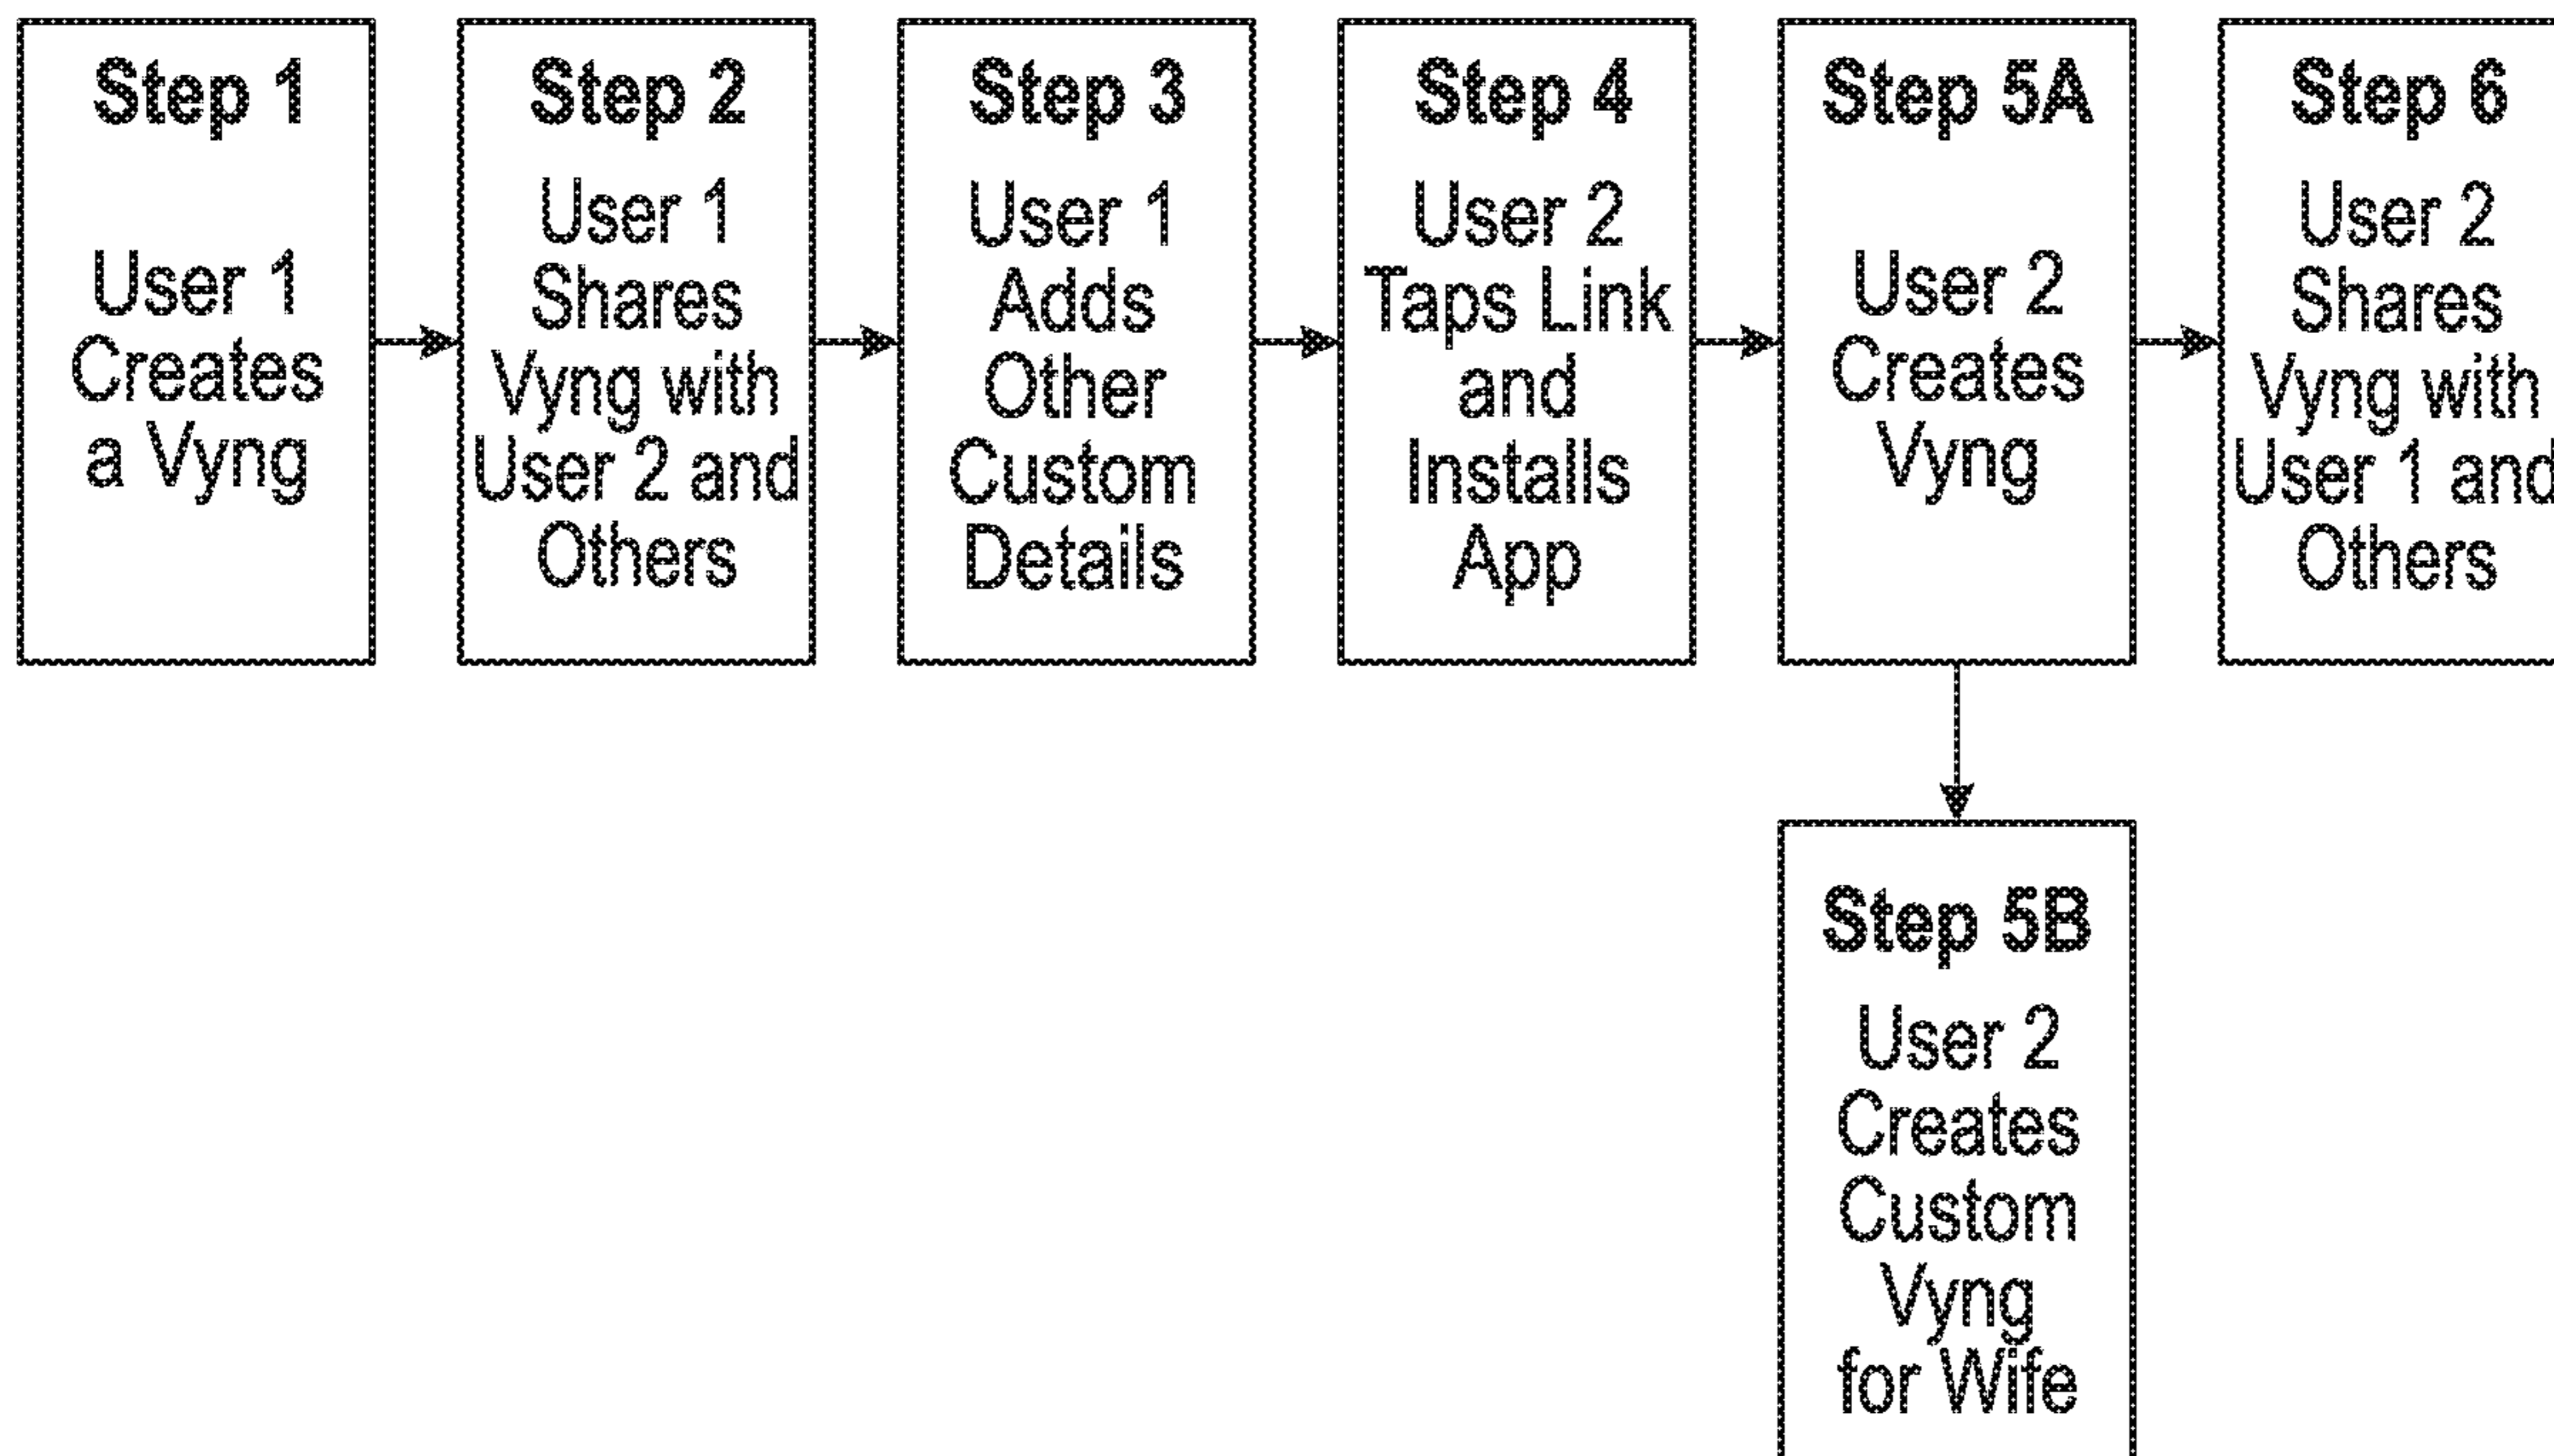 Step 1
User 1
Creates
a Vyng
Step 2
User 1
Shares
Vyng with
User 2 and
Others
Step 3
User 1
Adds
Other
Custom
Details
Step 4
User 2
Taps Link
and
Installs
App
Step 5A
User 2
Creates
Vyng
Step 6
User 2
Shares
Vyng with
User 1 and
Others
Step 5B
User 2
Creates
Custom
Vyng
for Wife